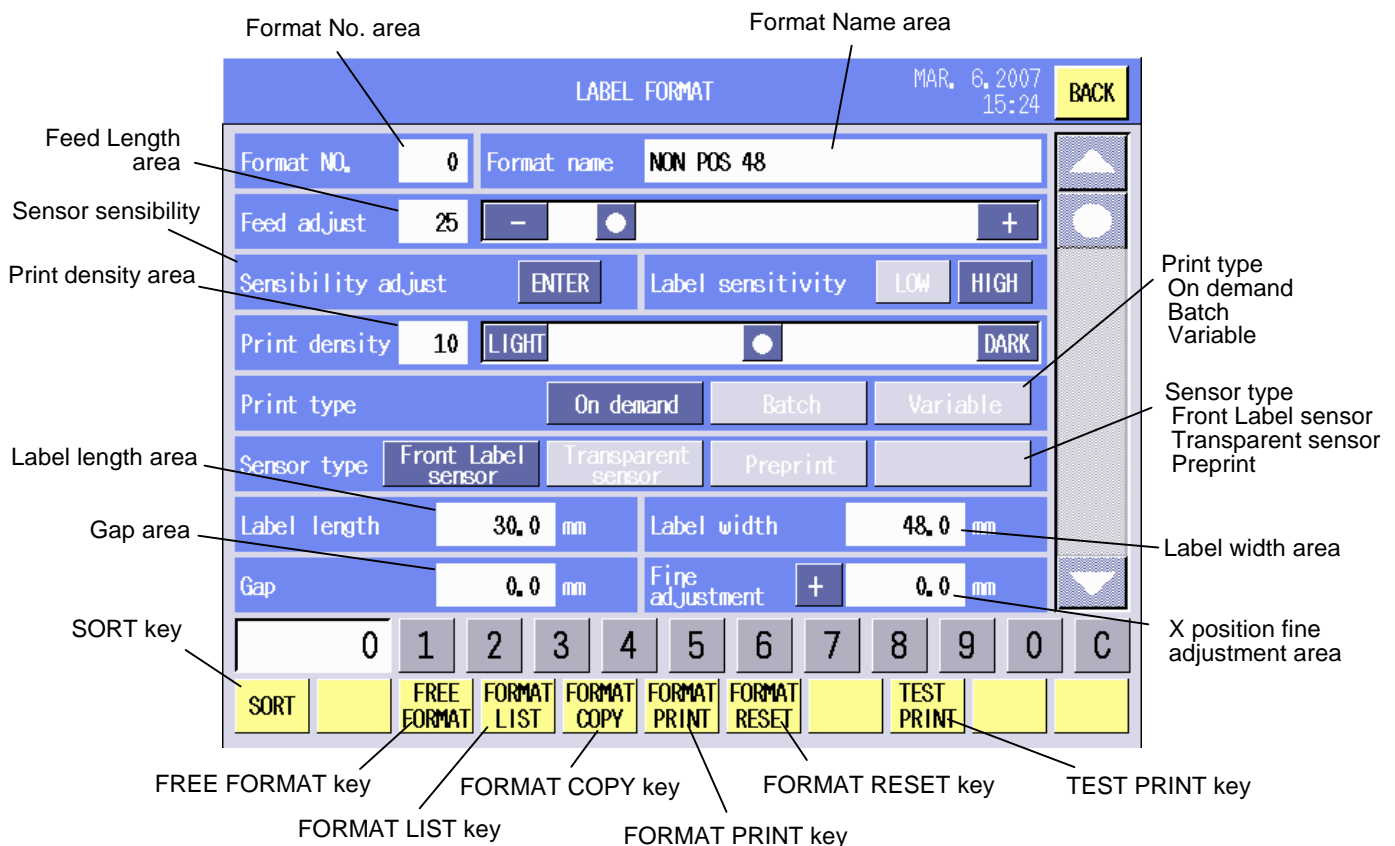 Format No. area
Format Name area
LABEL FORMAT
MAR. 6.2007
15:24
BACK
Feed Length
area
Format NO.
0
Format name
NON POS 48
Sensor sensibility
Feed adjust
25
-
+
Print density area
Sensibility adjust
ENTER
Label sensitivity
LOW
HIGH
Print type
On demand
Batch
Variable
Print density
10
LIGHT
DARK
Print type
On demand
Batch
Variable
Sensor type
Front Label sensor
Transparent sensor
Preprint
Label length area
Sensor type
Front Label
sensor
Transparent
sensor
Preprint
Gap area
Label length
30.0 mm
Label width
48.0 mm
Label width area
Gap
0.0 mm
Fine
adjustment
+
0.0 mm
X position fine
adjustment area
SORT key
0
1
2
3
4
5
6
7
8
9
0
C
SORT
FREE
FORMAT
FORMAT
LIST
FORMAT
COPY
FORMAT
PRINT
FORMAT
RESET
TEST
PRINT
FREE FORMAT key
FORMAT COPY key
FORMAT RESET key
TEST PRINT key
FORMAT LIST key
FORMAT PRINT key